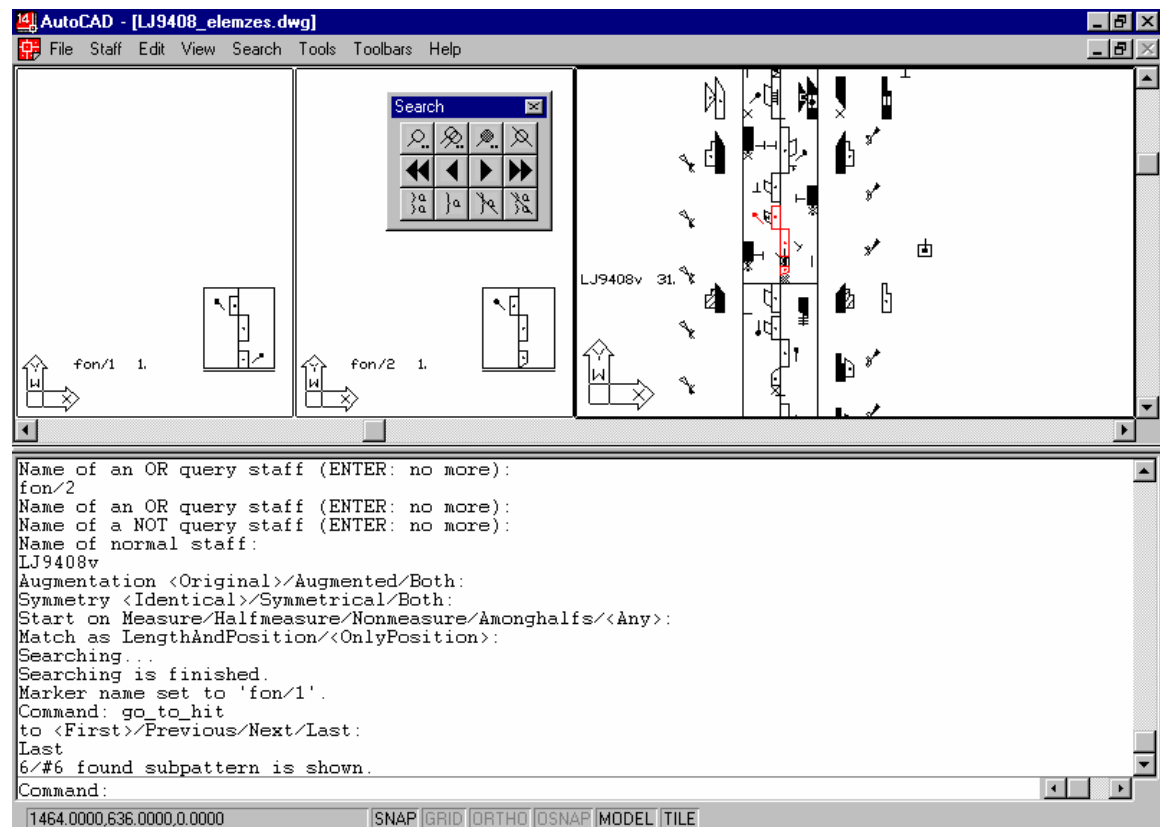 AutoCAD - [LJ9408_elemzes.dwg]
File Staff Edit View Search Tools Toolbars Help
Search
LJ9408v 31.
fon/1 1.
fon/2 1.
W
X
Y
W
X
Y
W
X
Y
Name of an OR query staff (ENTER: no more):
fon/2
Name of an OR query staff (ENTER: no more):
Name of a NOT query staff (ENTER: no more):
Name of normal staff:
LJ9408v
Augmentation <Original>/Augmented/Both:
Symmetry <Identical>/Symmetrical/Both:
Start on Measure/Halfmeasure/Nonmeasure/Amonghalfs/<Any>:
Match as LengthAndPosition/<OnlyPosition>:
Searching...
Searching is finished.
Marker name set to 'fon/1'.
Command: go_to_hit
to <First>/Previous/Next/Last:
Last
6/#6 found subpattern is shown.
Command:
1464.0000,636.0000,0.0000 SNAP GRID ORTHO OSNAP MODEL TILE